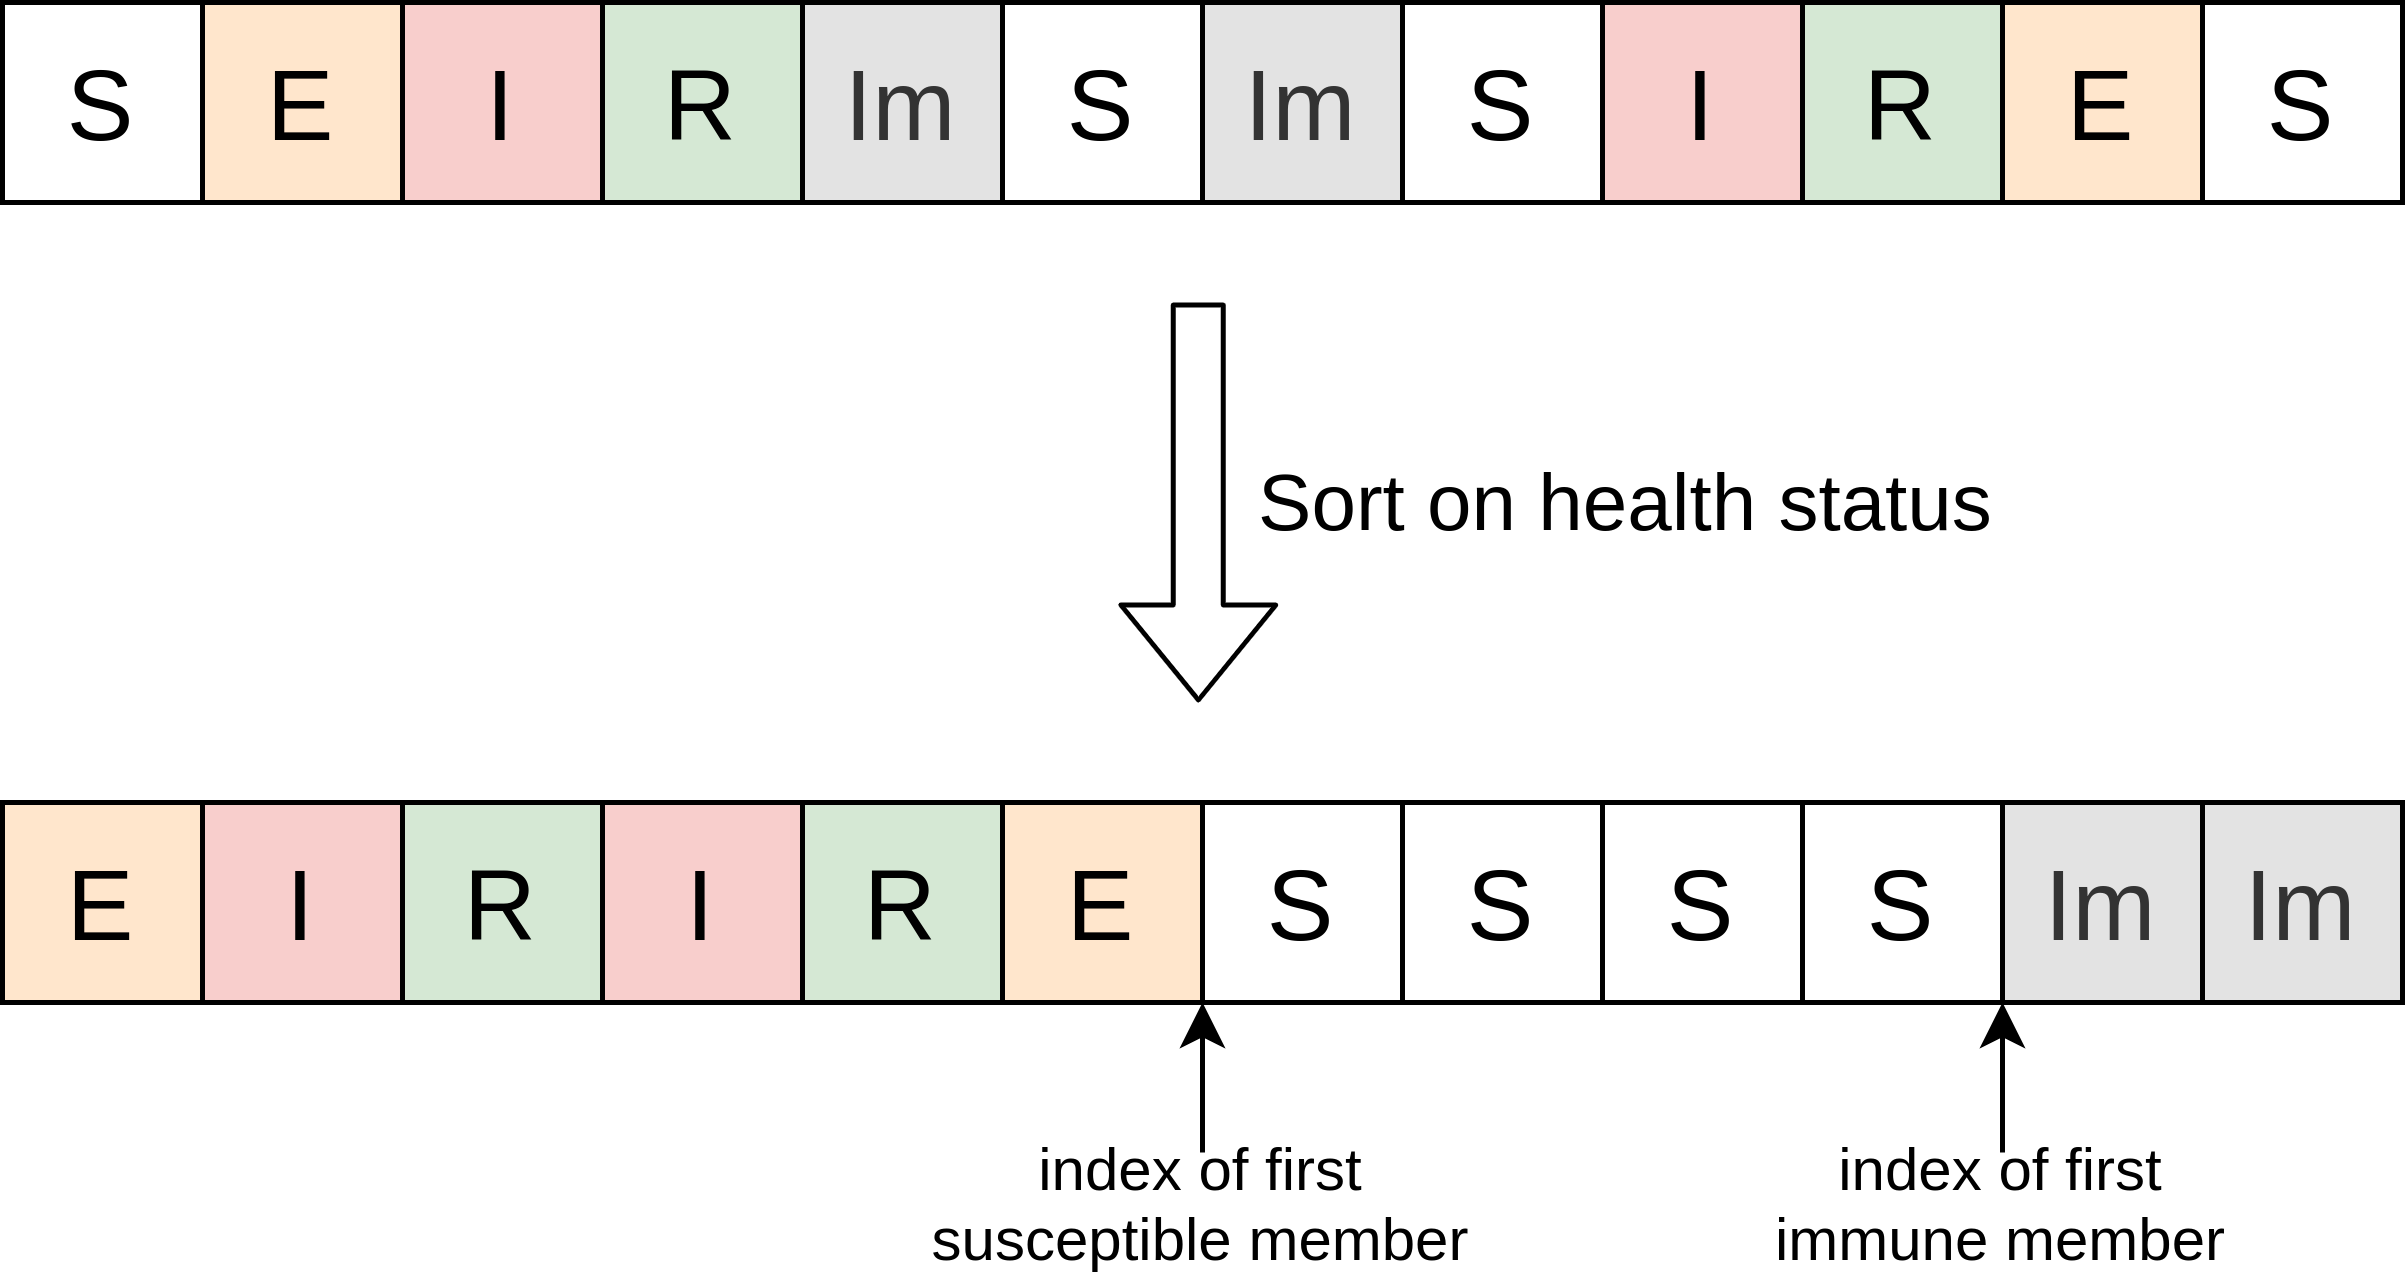 S E I R Im S Im S I R E S
Sort on health status
E I R I R E S S S S Im Im
index of first
susceptible member
index of first
immune member